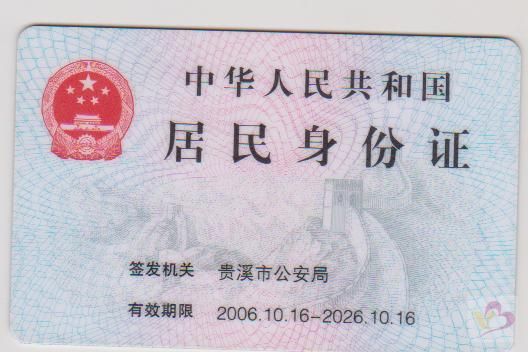 中华人民共和国
居民身份证
签发机关 贵溪市公安局
有效期限 2006.10.16-2026.10.16